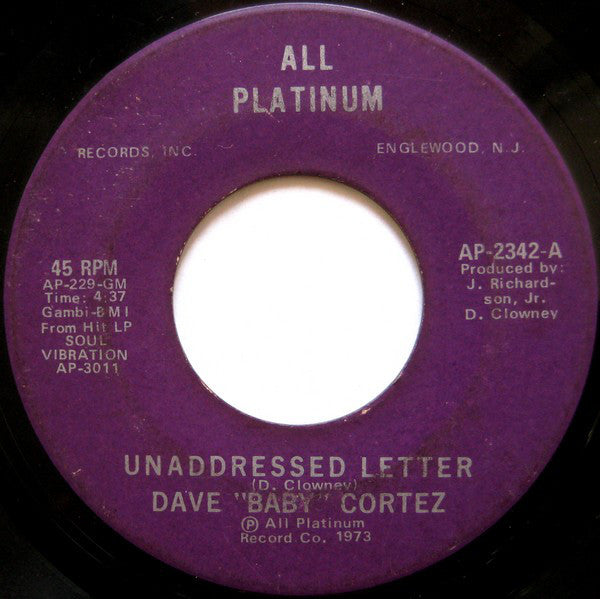 ALL
PLATINUM
RECORDS, INC.
ENGLEWOOD, N.J.
45 RPM
AP-229-GM
Time: 4:37
Gambi-BMI
From Hit LP
SOUL
VIBRATION
AP-3011
AP-2342-A
Produced by:
J. Richard-
son, Jr.
D. Clowney
UNADDRESSED LETTER
(D. Clowney)
DAVE "BABY" CORTEZ
Ⓟ All Platinum
Record Co. 1973